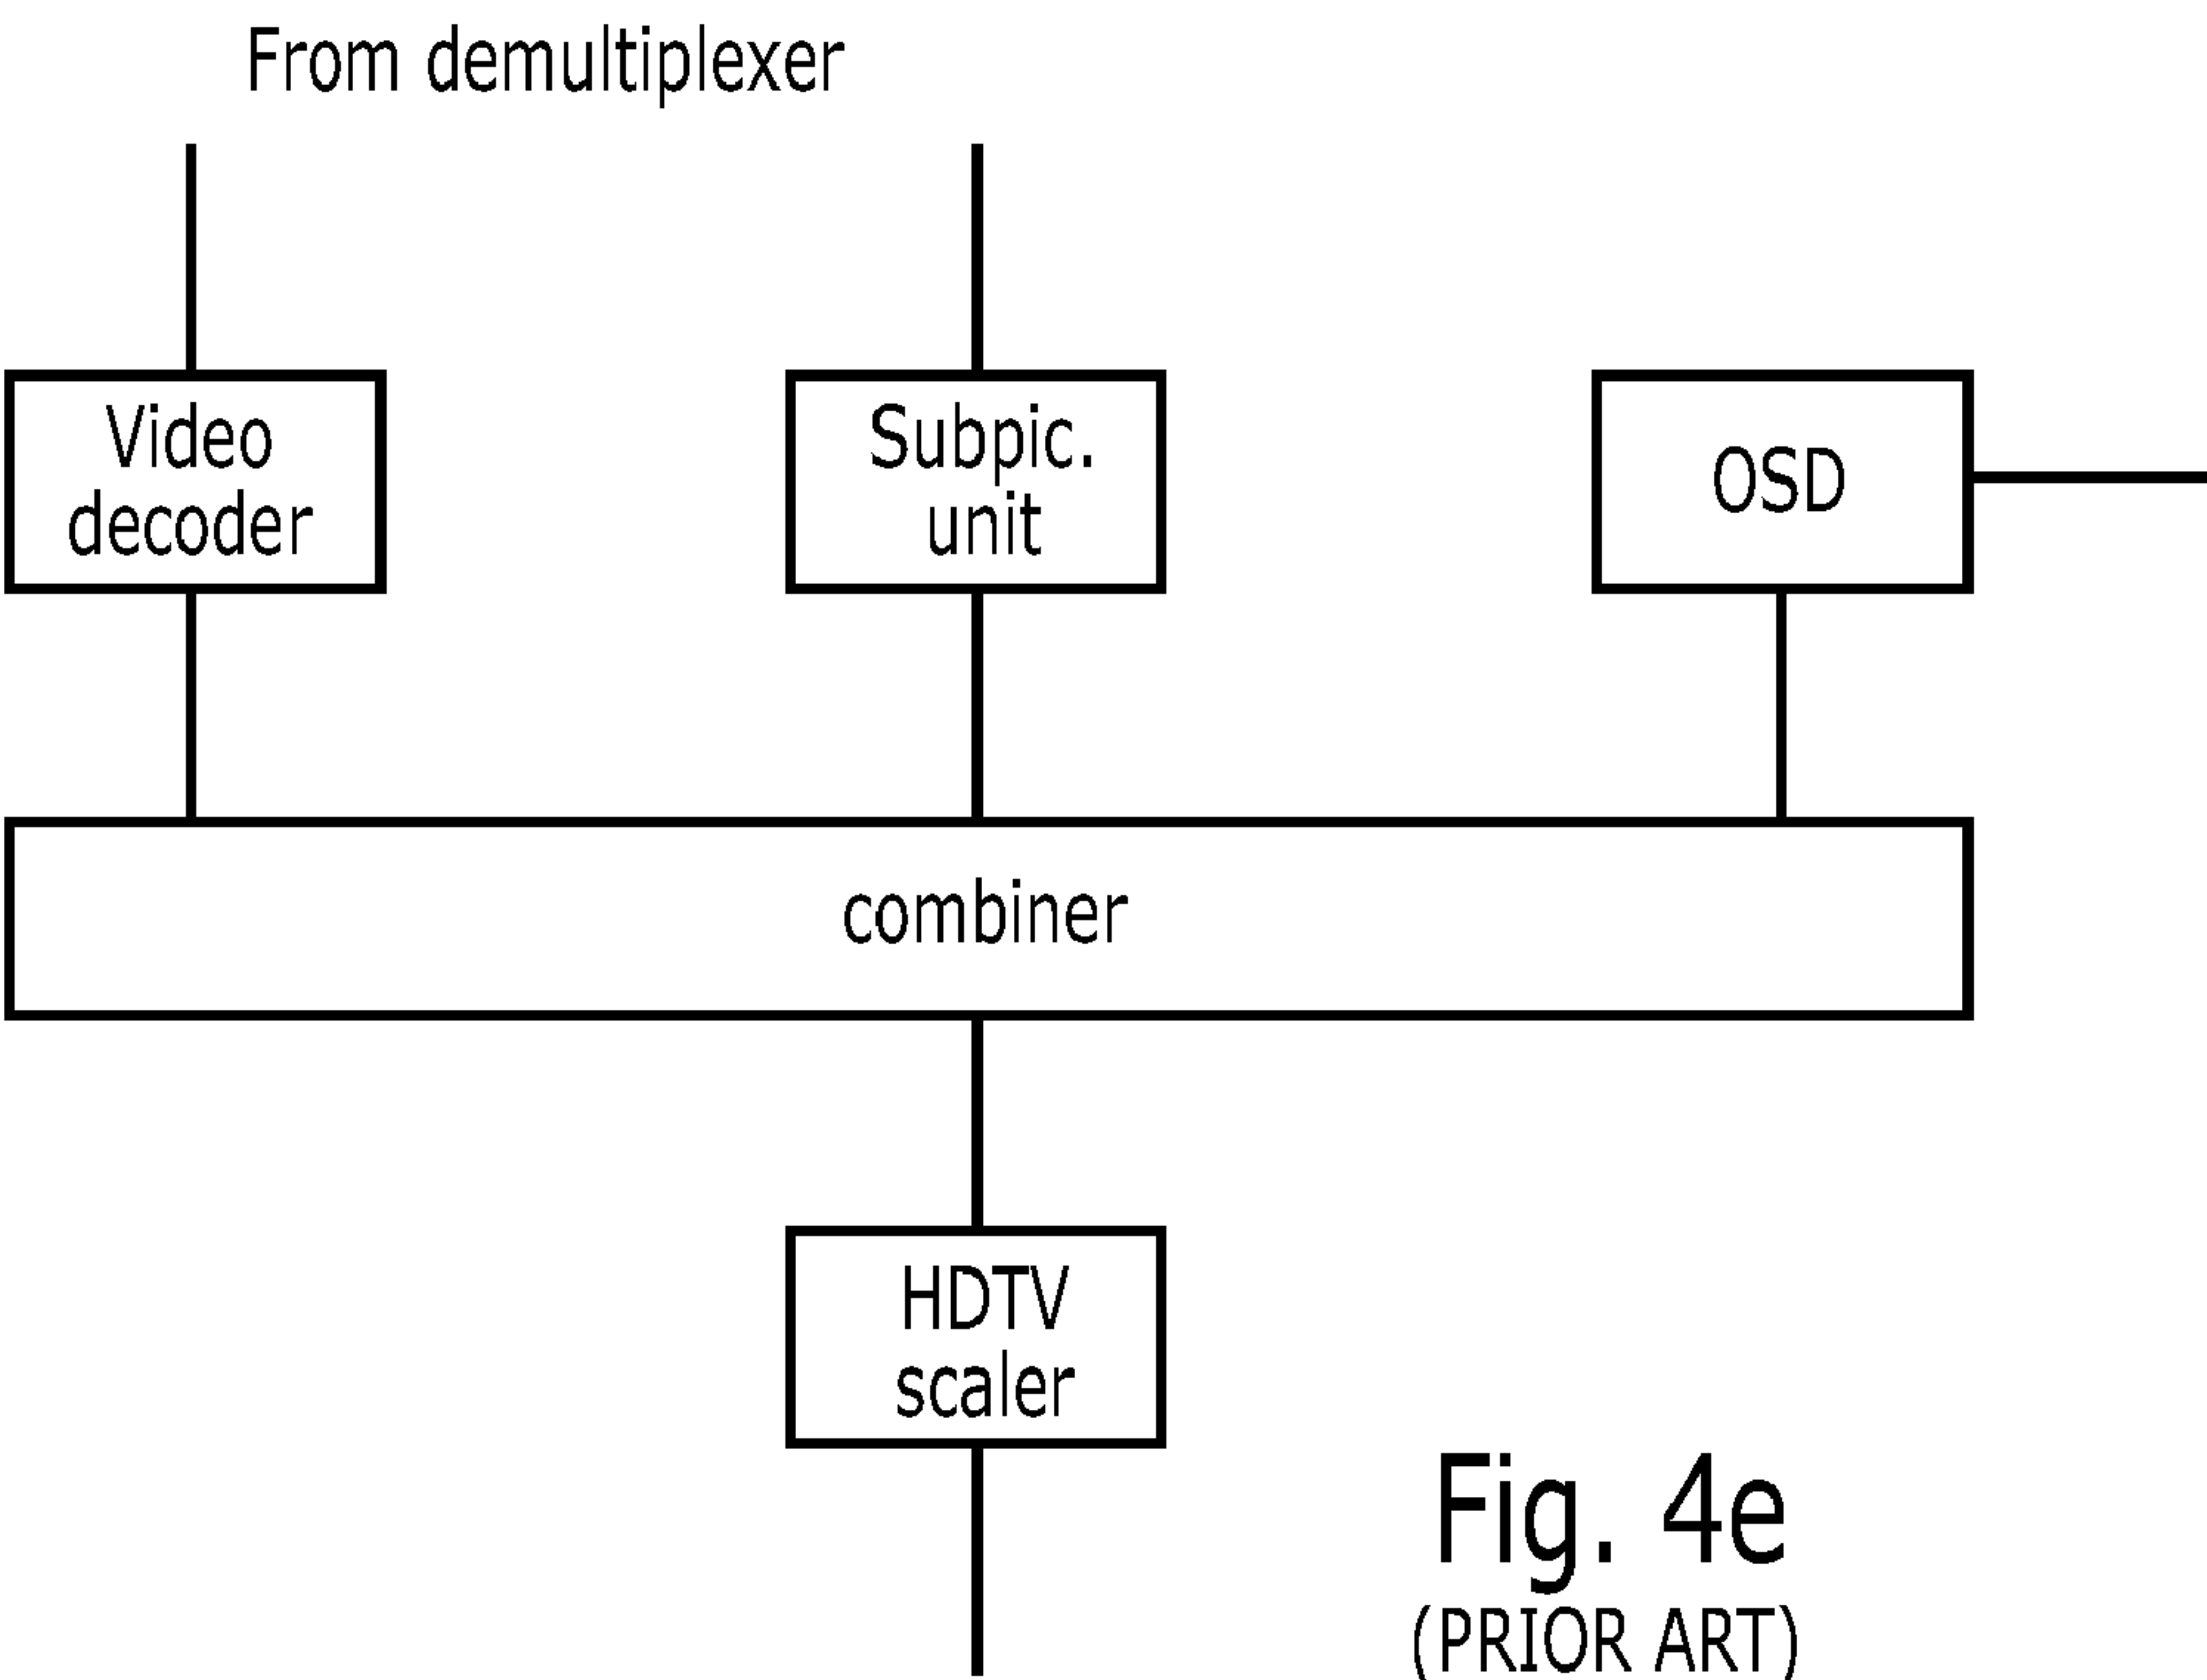 From demultiplexer
Video
decoder
Subpic.
unit
OSD
combiner
HDTV
scaler
Fig. 4e
(PRIOR ART)